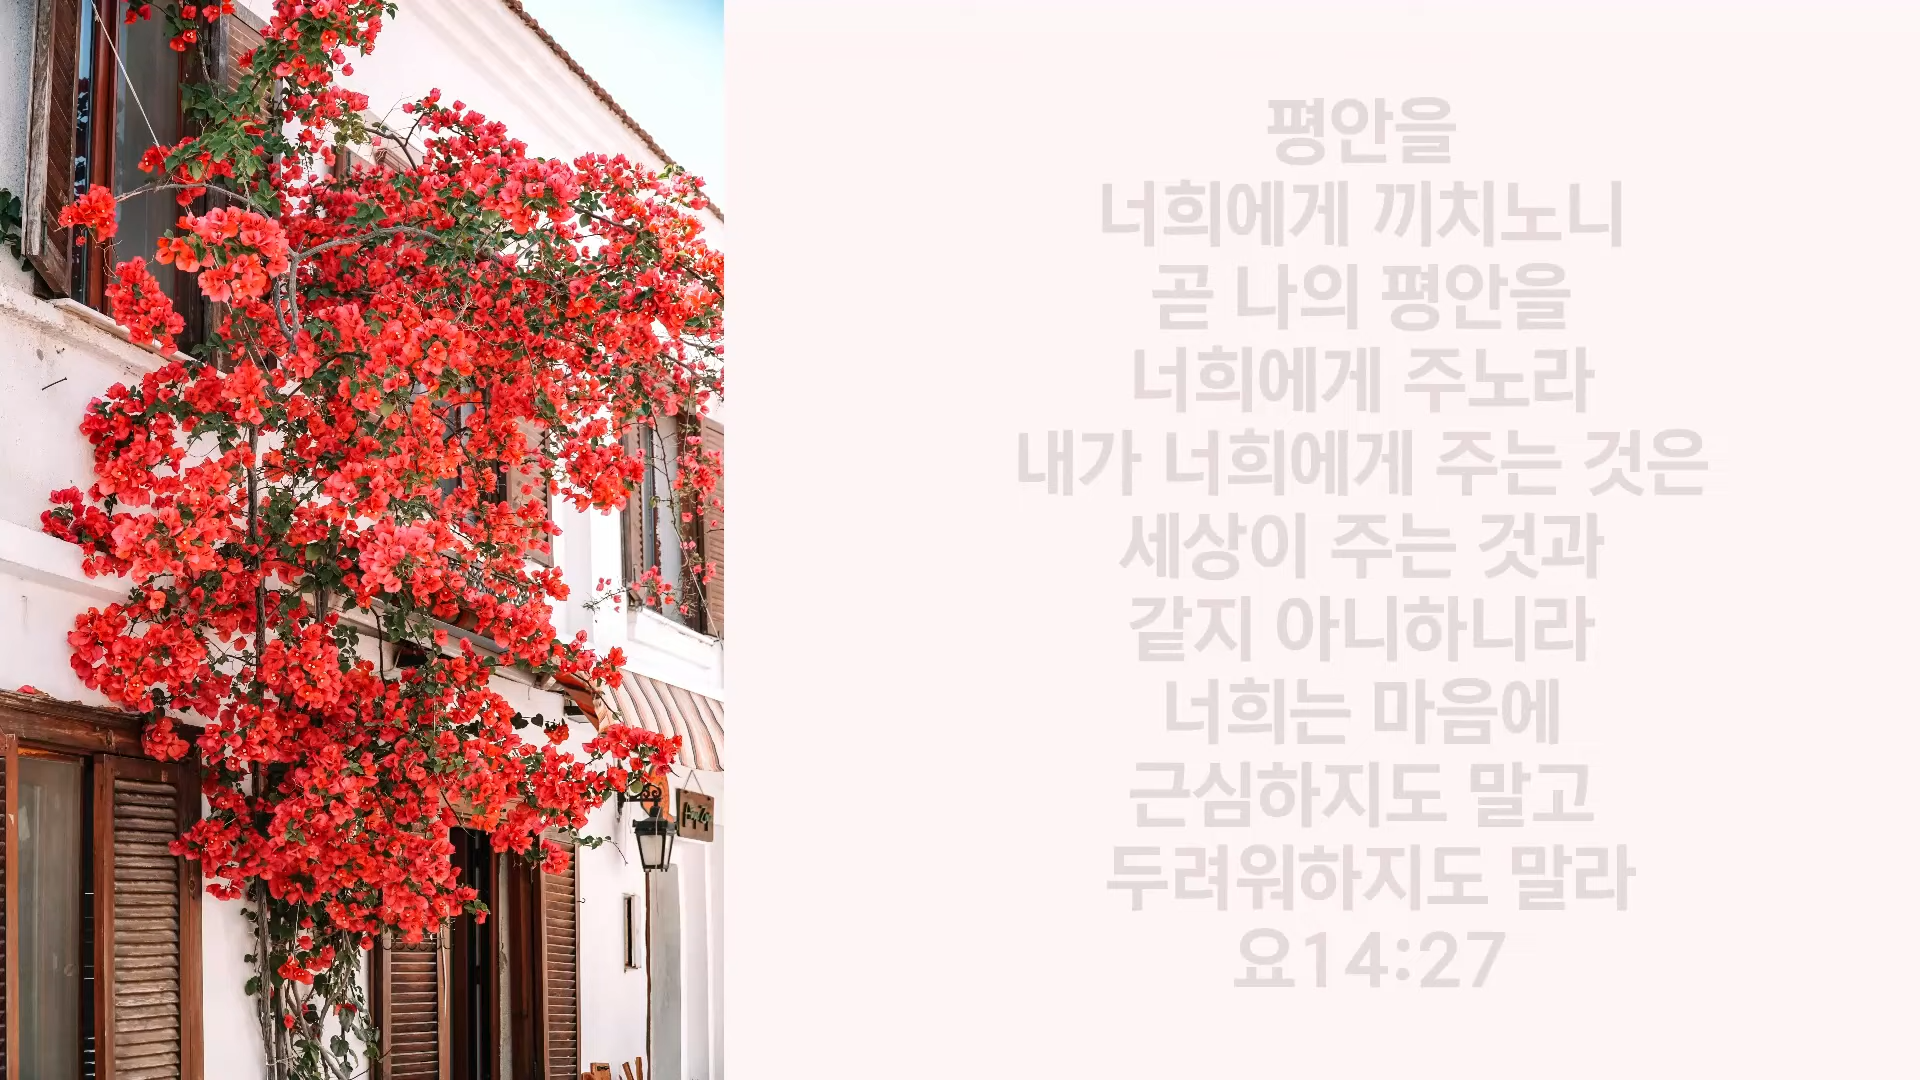 평안을
너희에게 끼치노니
곧 나의 평안을
너희에게 주노라
내가 너희에게 주는 것은
세상이 주는 것과
같지 아니하니라
너희는 마음에
근심하지도 말고
두려워하지도 말라
요14:27